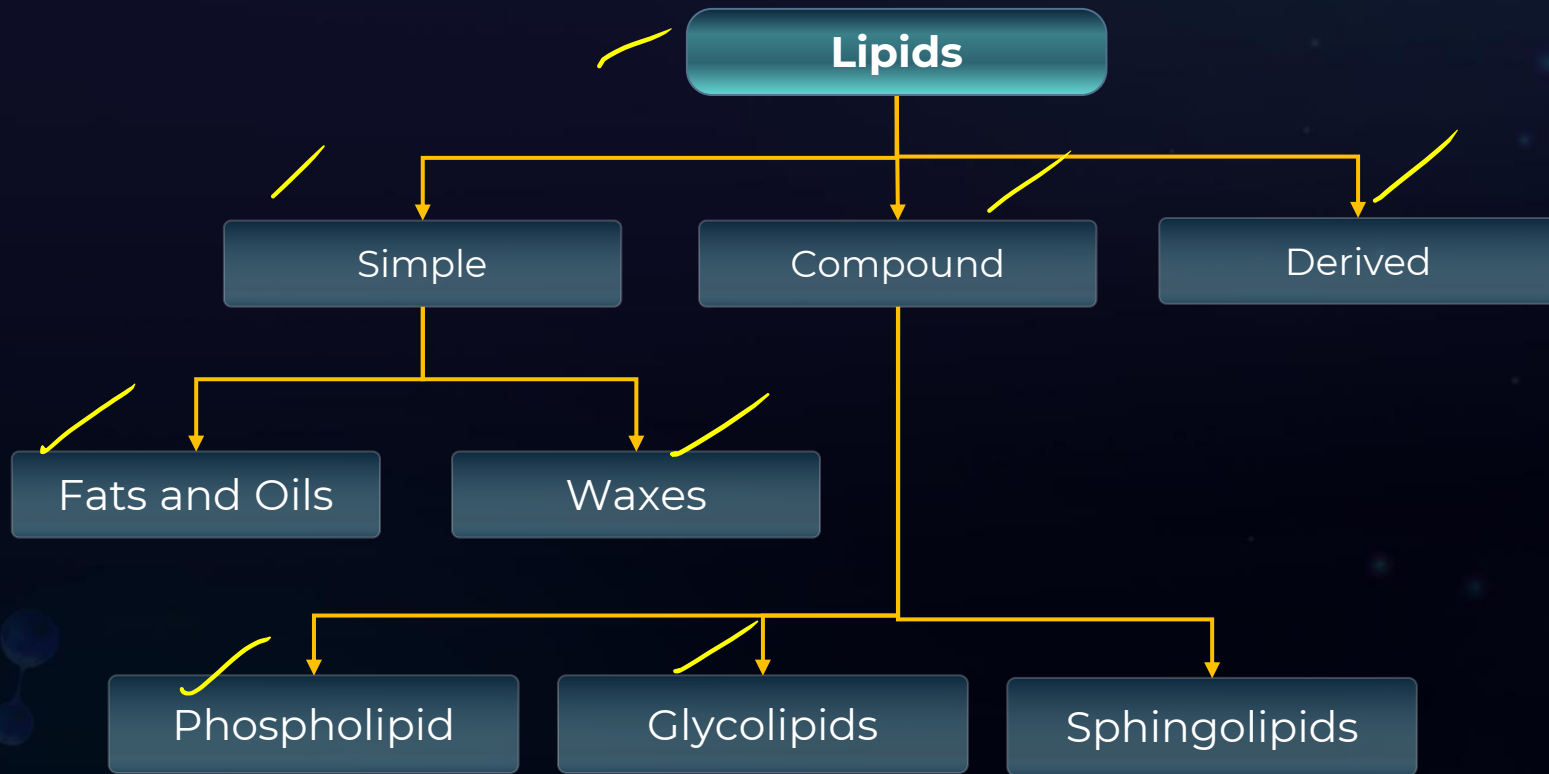 Lipids
Simple
Compound
Derived
Fats and Oils
Waxes
Phospholipid
Glycolipids
Sphingolipids